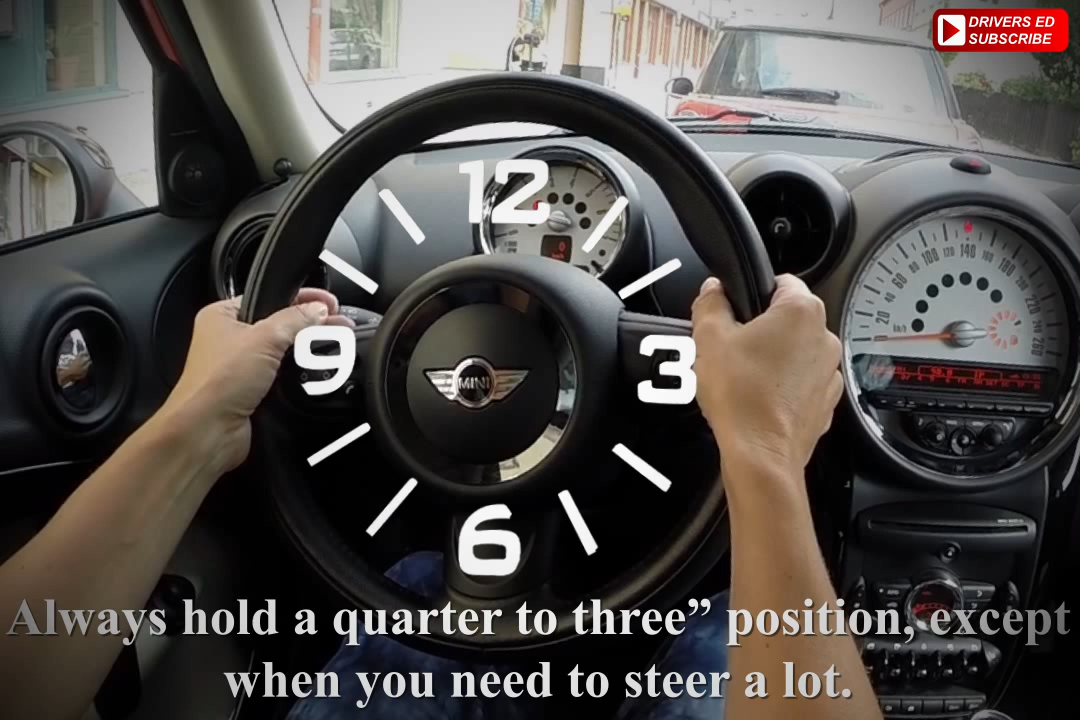 DRIVERS ED
SUBSCRIBE
12
9
3
MINI
6
Always hold a quarter to three” position, except
when you need to steer a lot.